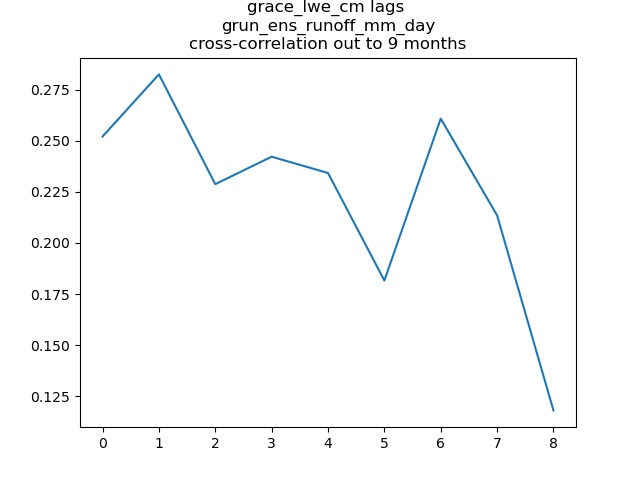 grace_lwe_cm lags
grun_ens_runoff_mm_day
cross-correlation out to 9 months
0.275
0.250
0.225
0.200
0.175
0.150
0.125
0 1 2 3 4 5 6 7 8